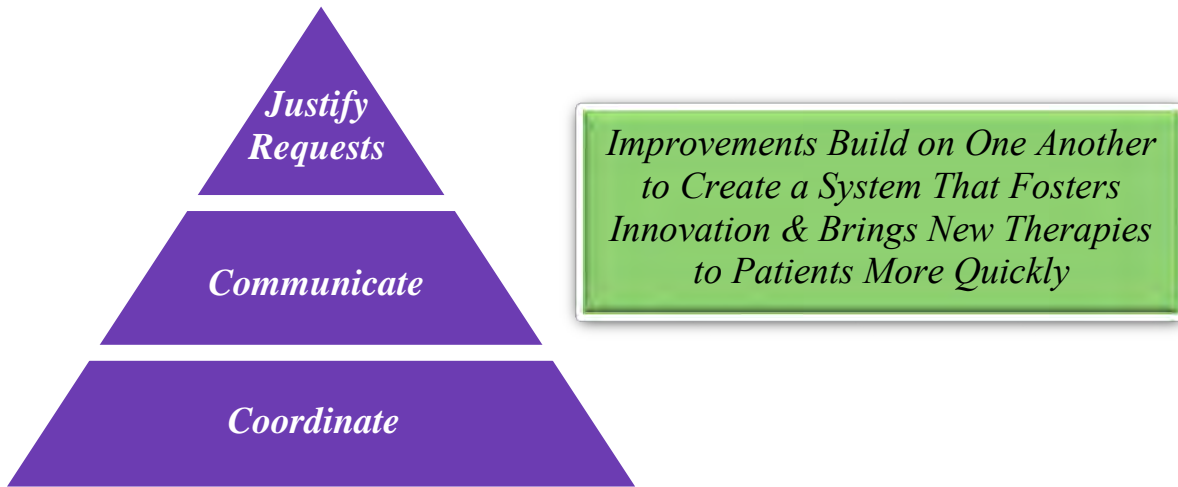 Justify
Requests
Communicate
Coordinate
Improvements Build on One Another
to Create a System That Fosters
Innovation & Brings New Therapies
to Patients More Quickly